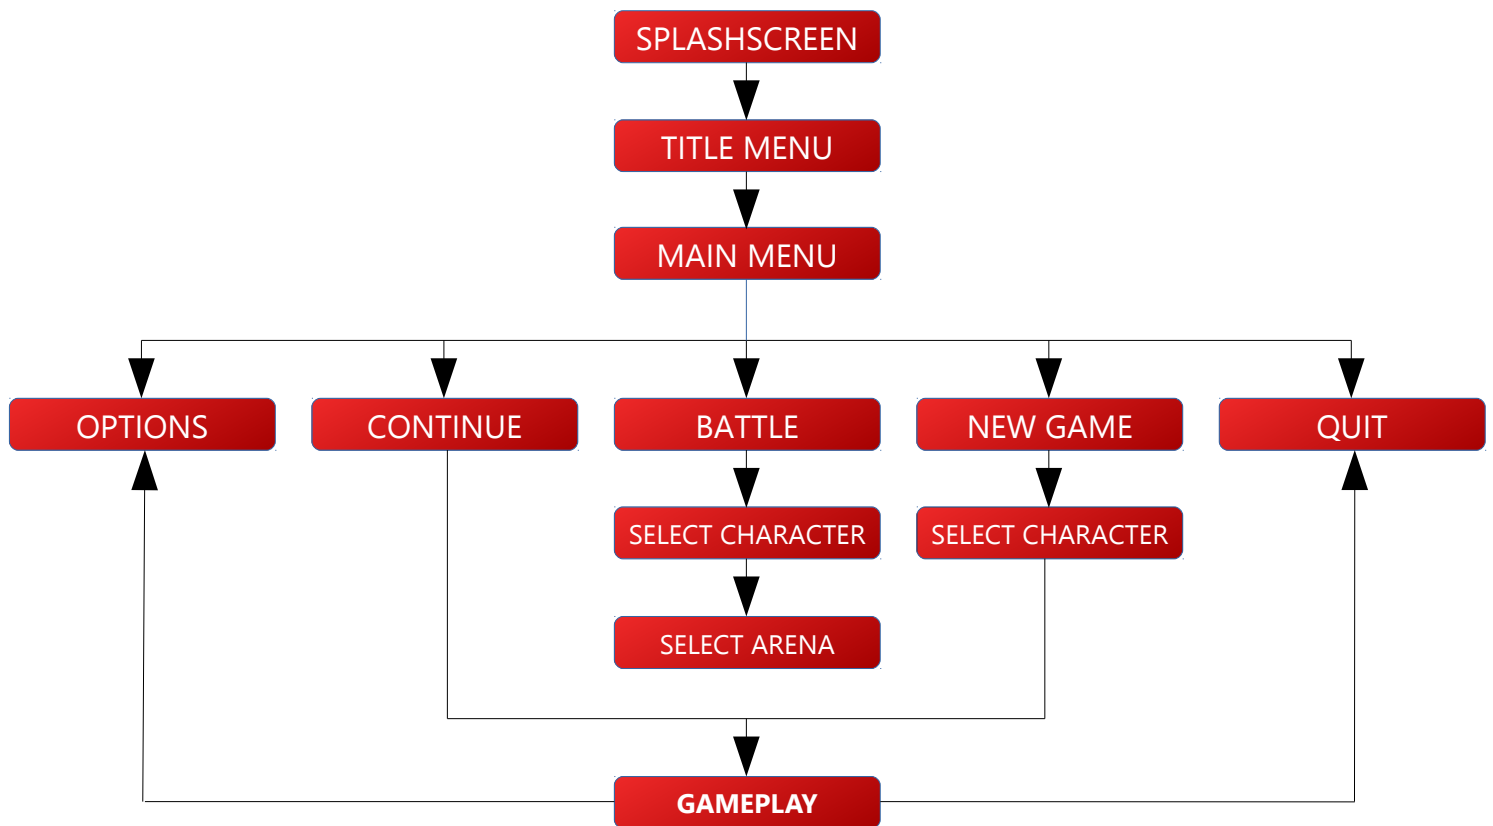 SPLASHSCREEN
TITLE MENU
MAIN MENU
OPTIONS
CONTINUE
BATTLE
NEW GAME
QUIT
SELECT CHARACTER
SELECT CHARACTER
SELECT ARENA
GAMEPLAY